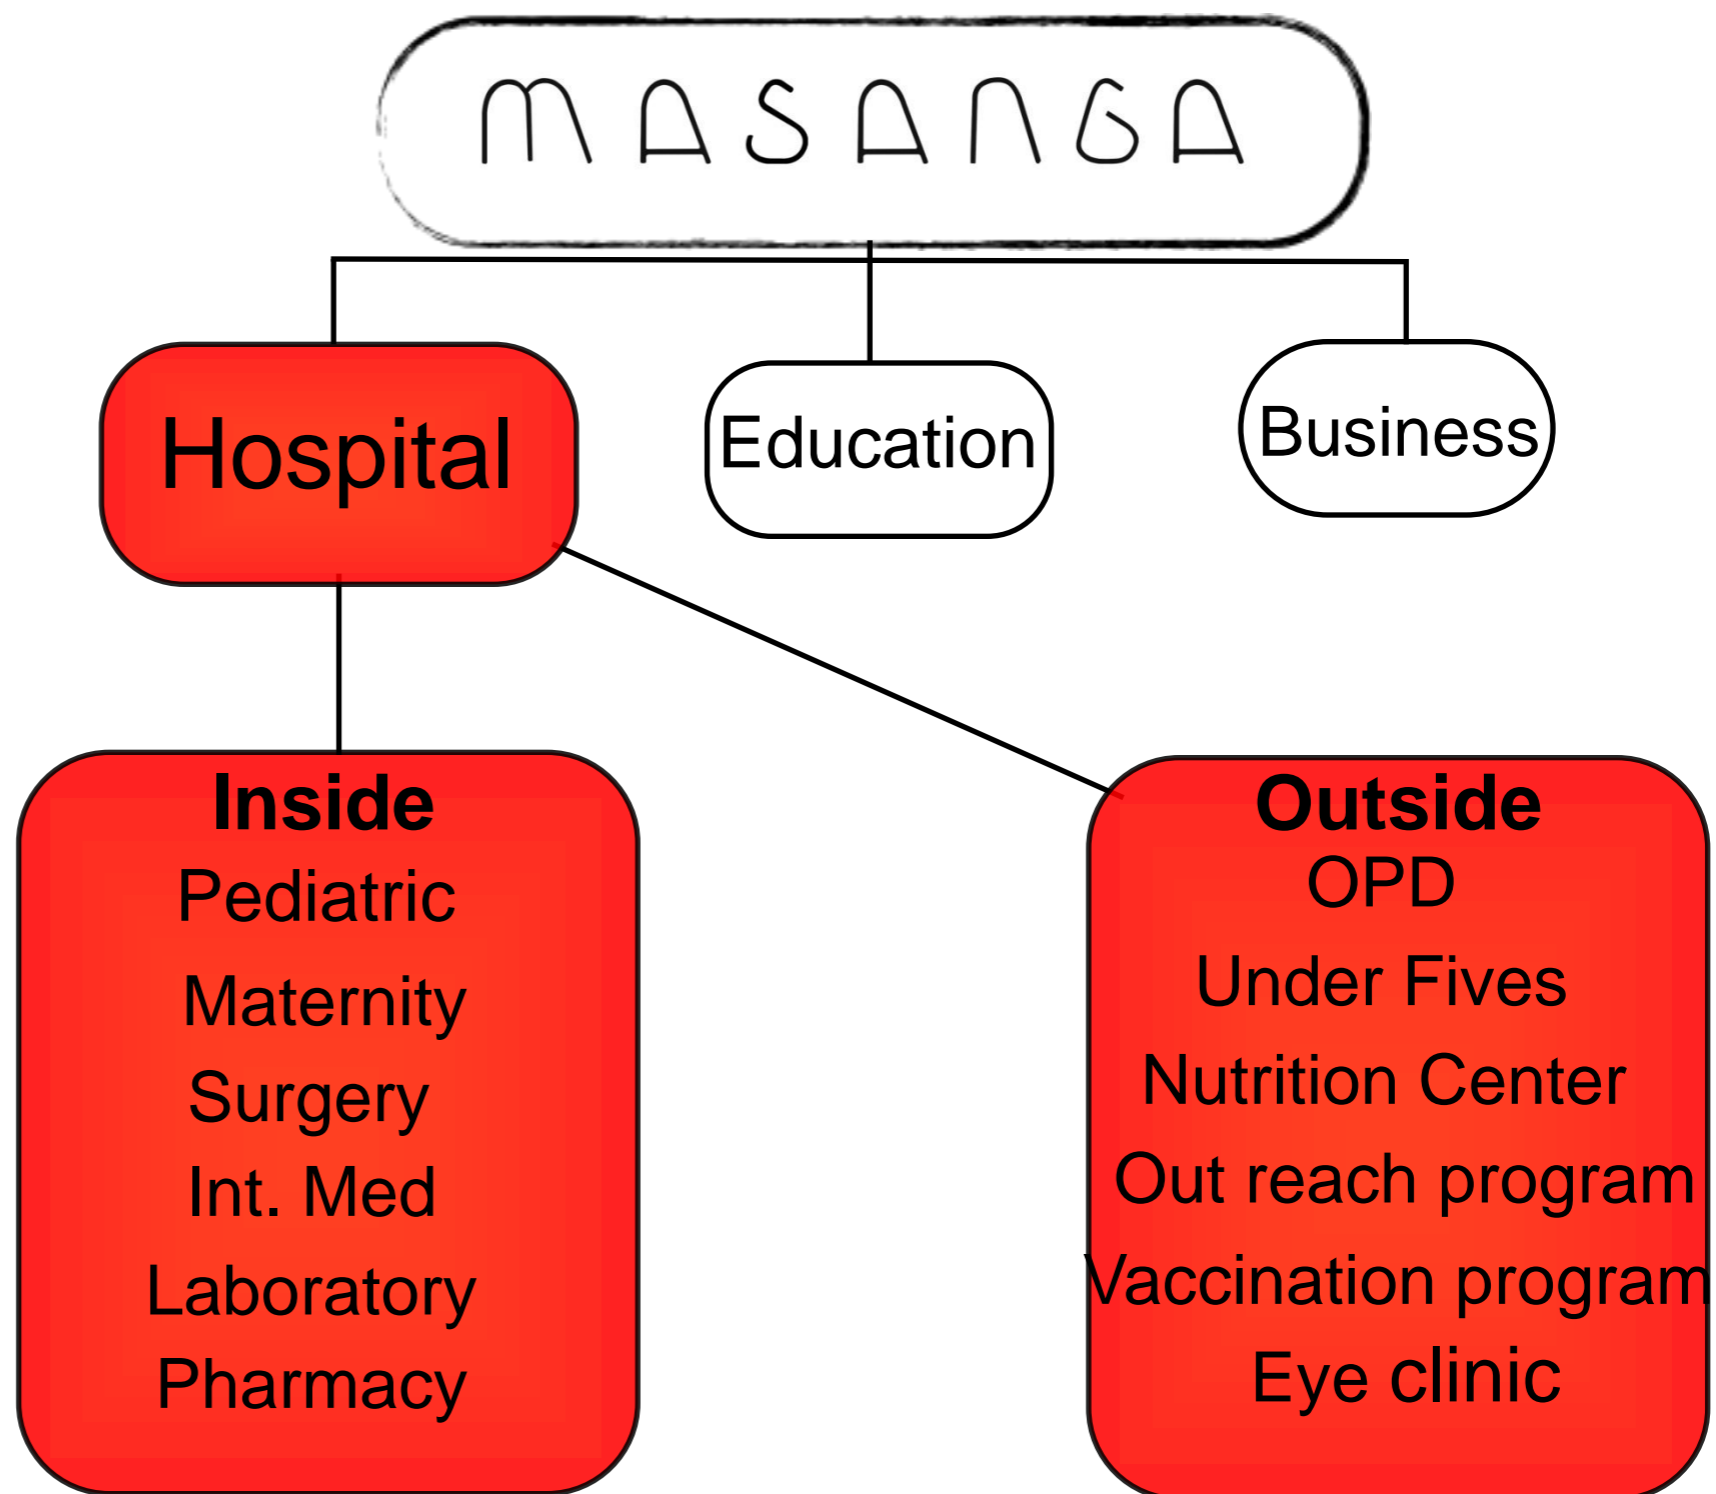 MASANGA
Hospital
Education
Business
Inside
Pediatric
Maternity
Surgery
Int. Med
Laboratory
Pharmacy
Outside
OPD
Under Fives
Nutrition Center
Out reach program
Vaccination program
Eye clinic